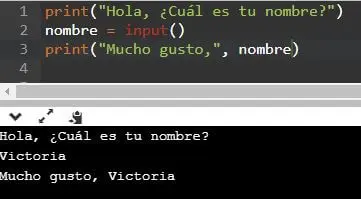 1 print("Hola, ¿Cuál es tu nombre?")
2 nombre = input()
3 print("Mucho gusto,", nombre)
4
Hola, ¿Cuál es tu nombre?
Victoria
Mucho gusto, Victoria